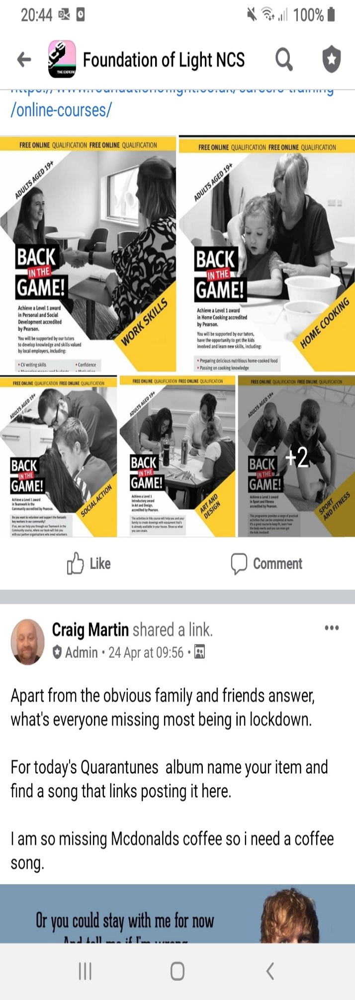 20:44
100%
Foundation of Light NCS
/online-courses/
FREE ONLINE QUALIFICATION FREE ONLINE QUALIFICATION
ADULTS AGED 19+
BACK
IN THE
GAME!
Achieve a Level 1 award
in Personal and Social
Development accredited
by Pearson.
You will be supported by our tutors
to develop knowledge and skills valued
by local employers, including:
• CV writing skills
• Confidence
WORK SKILLS
FREE ONLINE QUALIFICATION FREE ONLINE QUALIFICATION
ADULTS AGED 19+
BACK
IN THE
GAME!
Achieve a Level 1 award
in Home Cooking accredited
by Pearson.
You will be supported by our tutors,
have the opportunity to get the kids
involved and learn new skills, including:
• Preparing delicious nutritious home-cooked food
• Passing on cooking knowledge
HOME COOKING
FREE ONLINE QUALIFICATION FREE ONLINE QUALIFICATION
ADULTS AGED 19+
BACK
IN THE
GAME!
Achieve a Level 1 award
in Teamwork in the
Community accredited by Pearson.
Do you want to volunteer and support the fantastic
key workers in our community?
If so, we can help you through our Teamwork in the
Community course, where our team will link you
with our partner organisations who need volunteers
SOCIAL ACTION
FREE ONLINE QUALIFICATION FREE ONLINE QUALIFICATION
ADULTS AGED 19+
BACK
IN THE
GAME!
Achieve a Level 1
Introductory award
in Art and Design,
accredited by Pearson.
The activities in this course will help you and your
family to create drawings with equipment that's
is already available in your house. Show us what
you can create.
ART AND
DESIGN
FREE ONLINE QUALIFICATION FREE ONLINE QUALIFICATION
ADULTS AGED 19+
+2
BACK
IN THE
GAME!
Achieve a Level 1 award
in Sport and Fitness
accredited by Pearson.
This programme provides a range of practical
activities that can be completed at home.
It's a great course to keep fit, learn how
the body works and you can even get
the kids involved!
SPORT
AND FITNESS
Like
Comment
Craig Martin shared a link.
Admin • 24 Apr at 09:56 •
Apart from the obvious family and friends answer,
what's everyone missing most being in lockdown.
For today's Quarantunes album name your item and
find a song that links posting it here.
I am so missing Mcdonalds coffee so i need a coffee
song.
Or you could stay with me for now
And tell me if I'm wrong